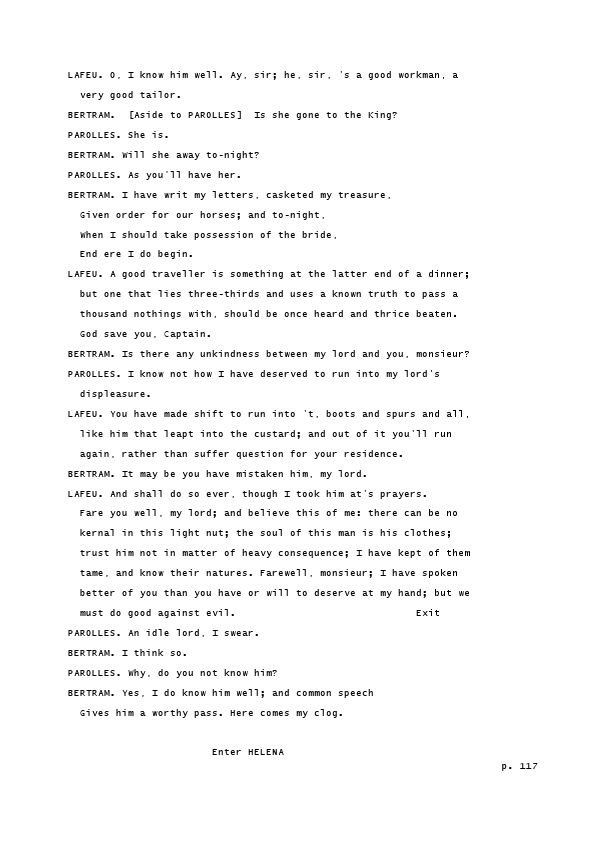 LAFEU. O, I know him well. Ay, sir; he, sir, 's a good workman, a
very good tailor.
BERTRAM.  [Aside to PAROLLES]  Is she gone to the King?
PAROLLES. She is.
BERTRAM. Will she away to-night?
PAROLLES. As you'll have her.
BERTRAM. I have writ my letters, casketed my treasure,
Given order for our horses; and to-night,
When I should take possession of the bride,
End ere I do begin.
LAFEU. A good traveller is something at the latter end of a dinner;
but one that lies three-thirds and uses a known truth to pass a
thousand nothings with, should be once heard and thrice beaten.
God save you, Captain.
BERTRAM. Is there any unkindness between my lord and you, monsieur?
PAROLLES. I know not how I have deserved to run into my lord's
displeasure.
LAFEU. You have made shift to run into 't, boots and spurs and all,
like him that leapt into the custard; and out of it you'll run
again, rather than suffer question for your residence.
BERTRAM. It may be you have mistaken him, my lord.
LAFEU. And shall do so ever, though I took him at's prayers.
Fare you well, my lord; and believe this of me: there can be no
kernal in this light nut; the soul of this man is his clothes;
trust him not in matter of heavy consequence; I have kept of them
tame, and know their natures. Farewell, monsieur; I have spoken
better of you than you have or will to deserve at my hand; but we
must do good against evil.                              Exit
PAROLLES. An idle lord, I swear.
BERTRAM. I think so.
PAROLLES. Why, do you not know him?
BERTRAM. Yes, I do know him well; and common speech
Gives him a worthy pass. Here comes my clog.
Enter HELENA
p. 117